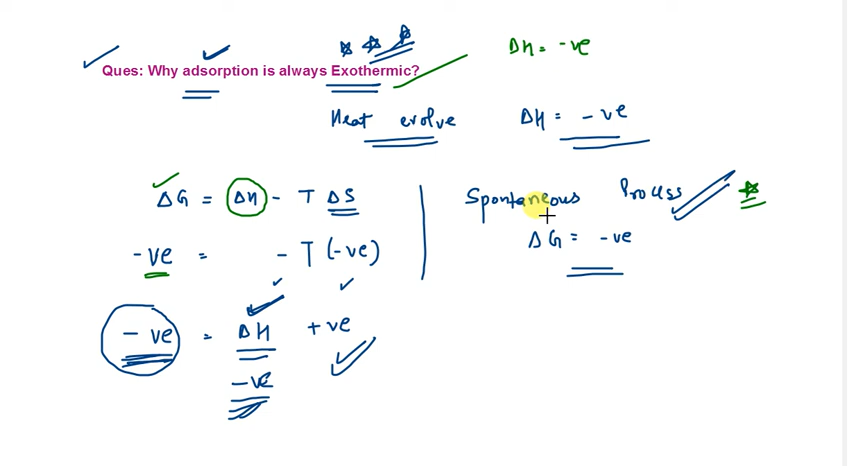 ΔH = -ve
Ques: Why adsorption is always Exothermic?
Heat evolve ΔH = -ve
ΔG = ΔH - T ΔS
-ve = - T (-ve)
- ve = ΔH +ve
-ve
Spontaneous Process
ΔG = -ve